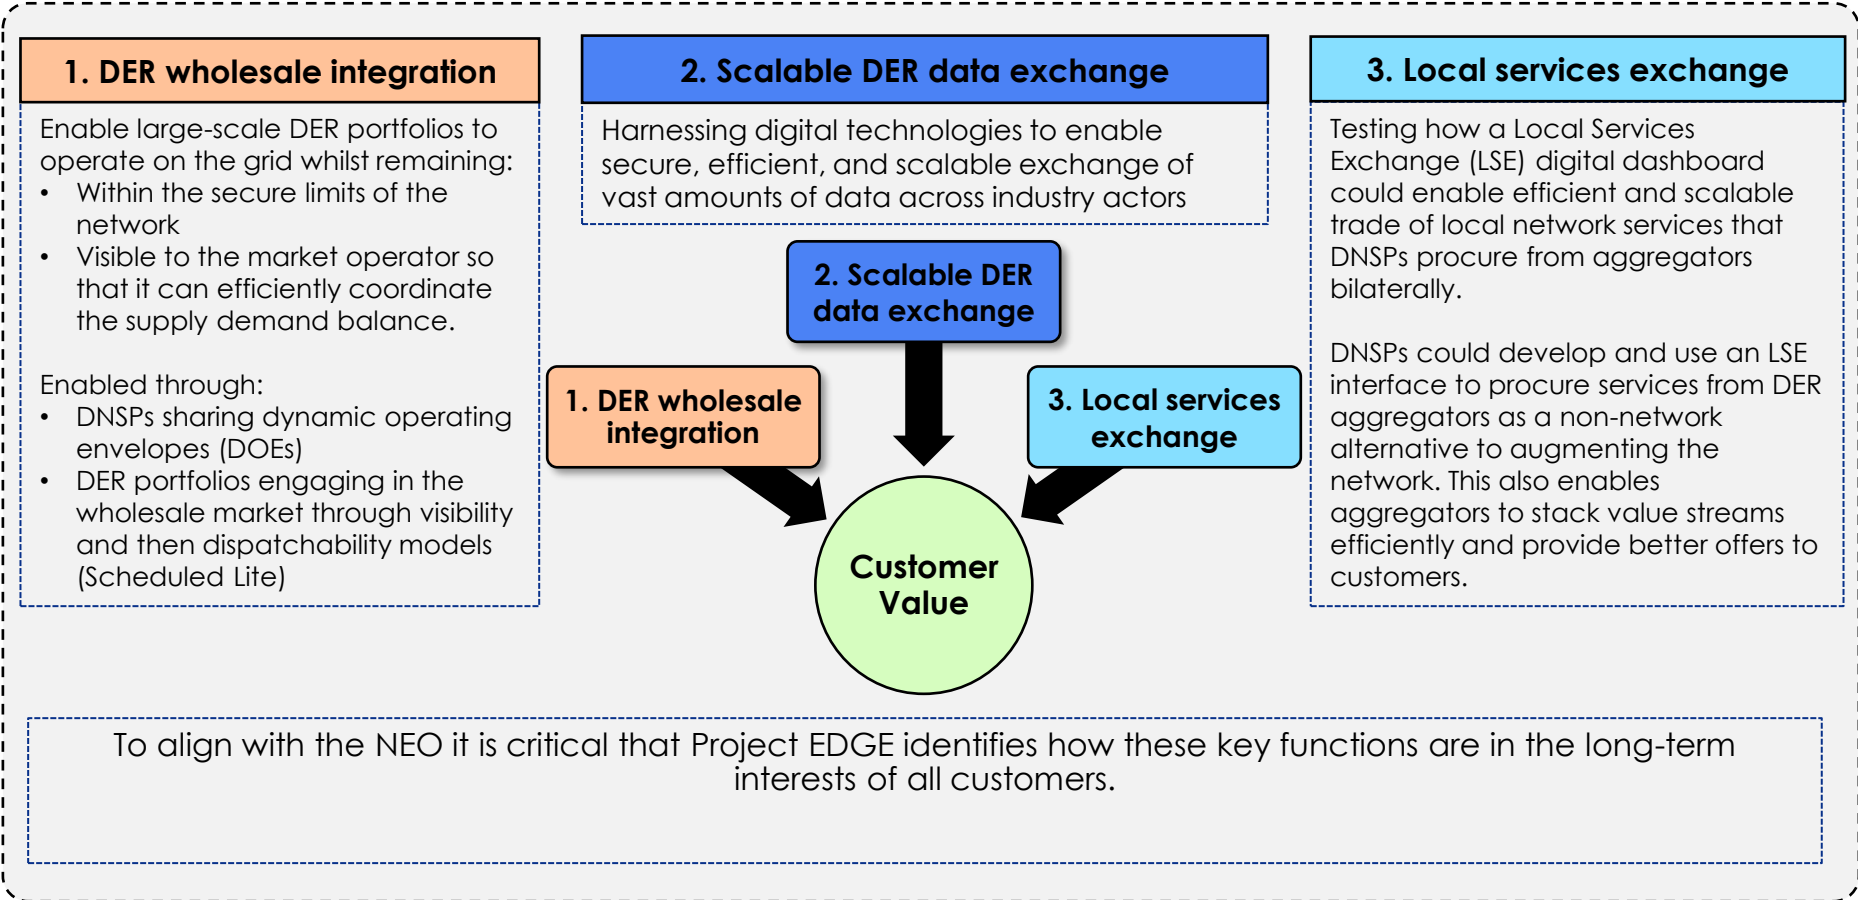 1. DER wholesale integration
Enable large-scale DER portfolios to
operate on the grid whilst remaining:
• Within the secure limits of the
network
• Visible to the market operator so
that it can efficiently coordinate
the supply demand balance.
Enabled through:
• DNSPs sharing dynamic operating
envelopes (DOEs)
• DER portfolios engaging in the
wholesale market through visibility
and then dispatchability models
(Scheduled Lite)
2. Scalable DER data exchange
Harnessing digital technologies to enable
secure, efficient, and scalable exchange of
vast amounts of data across industry actors
2. Scalable DER
data exchange
1. DER wholesale
integration
3. Local services
exchange
Customer
Value
3. Local services exchange
Testing how a Local Services
Exchange (LSE) digital dashboard
could enable efficient and scalable
trade of local network services that
DNSPs procure from aggregators
bilaterally.
DNSPs could develop and use an LSE
interface to procure services from DER
aggregators as a non-network
alternative to augmenting the
network. This also enables
aggregators to stack value streams
efficiently and provide better offers to
customers.
To align with the NEO it is critical that Project EDGE identifies how these key functions are in the long-term
interests of all customers.